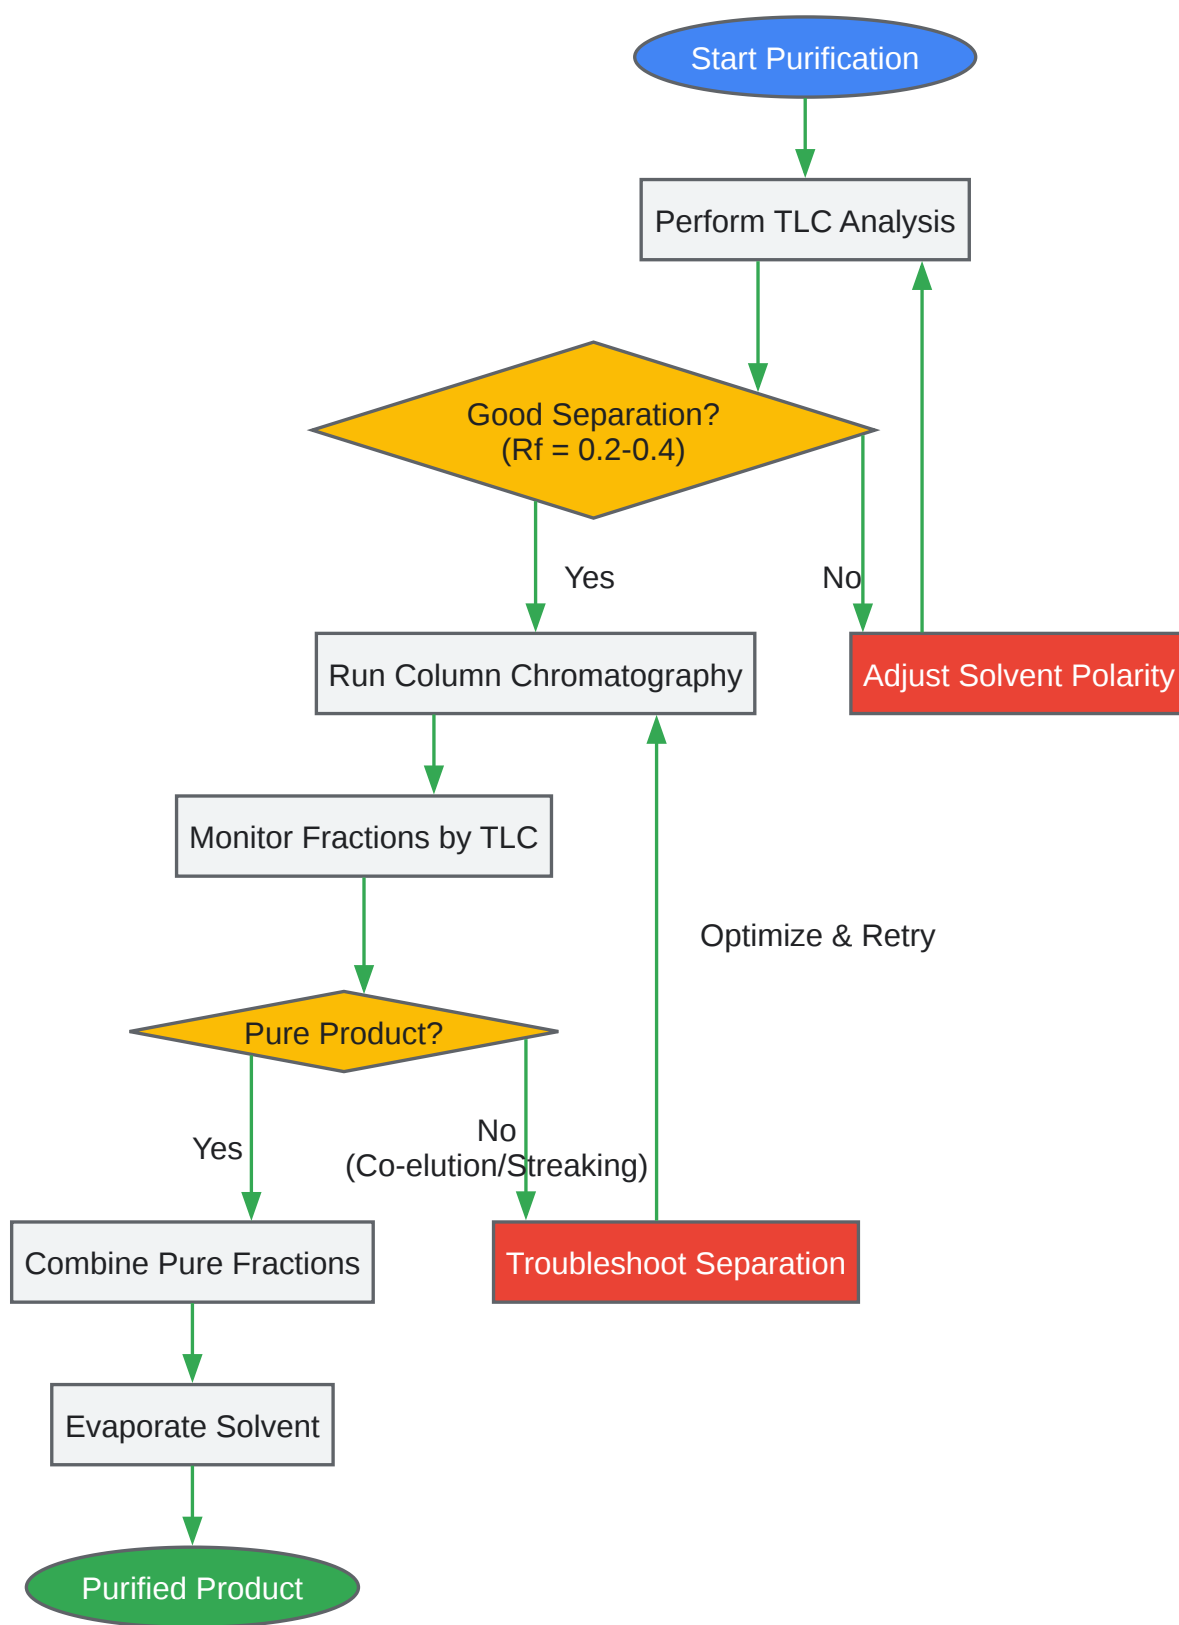 Start Purification
Perform TLC Analysis
Good Separation?
(Rf = 0.2-0.4)
Yes
No
Run Column Chromatography
Adjust Solvent Polarity
Monitor Fractions by TLC
Optimize & Retry
Pure Product?
Yes
No
(Co-elution/Streaking)
Combine Pure Fractions
Troubleshoot Separation
Evaporate Solvent
Purified Product